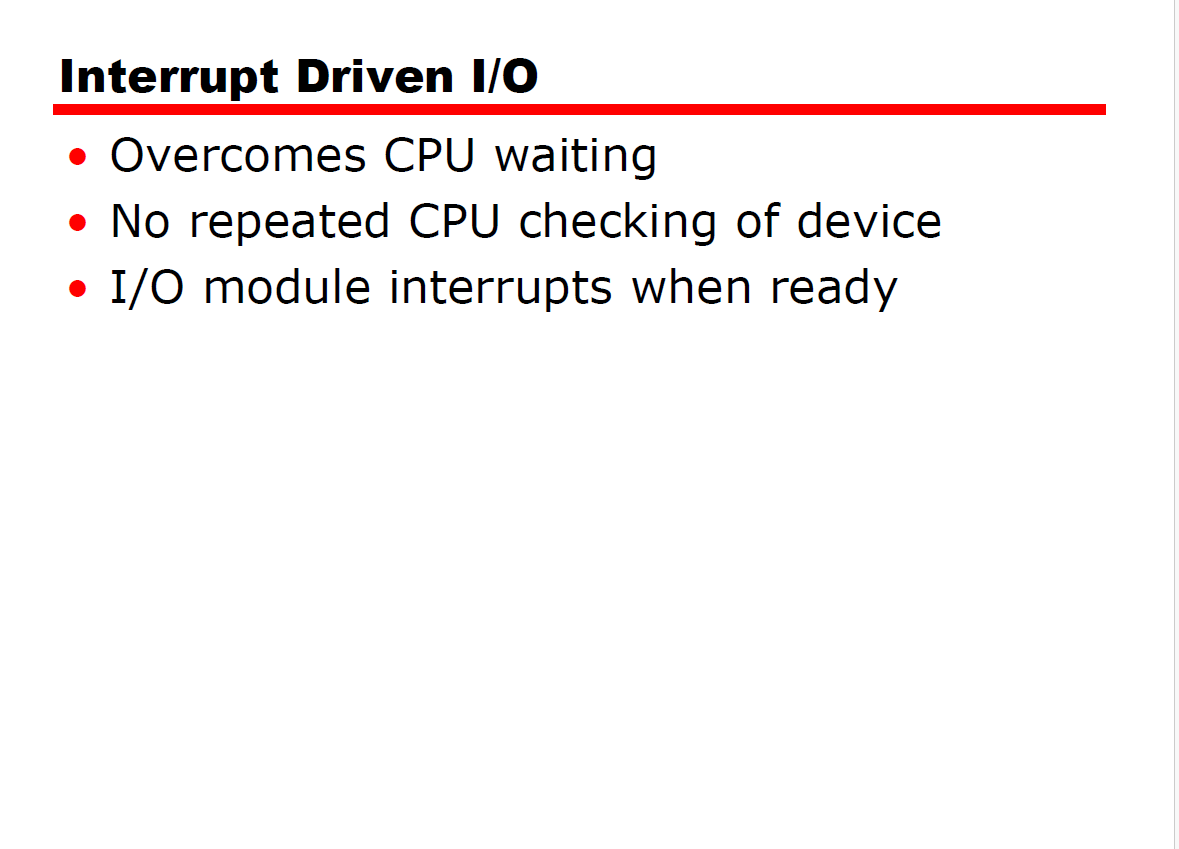 Interrupt Driven I/O
• Overcomes CPU waiting
• No repeated CPU checking of device
• I/O module interrupts when ready